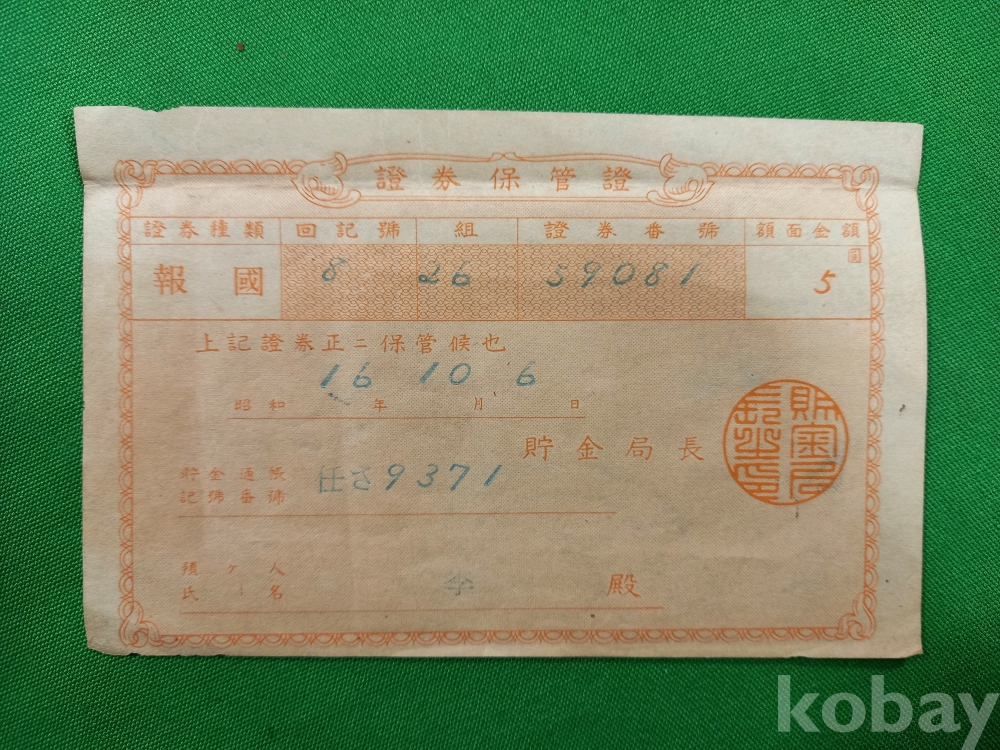 證券保管證
證券種類 回記號 組 證券番號 額面金額
報國 8 26 59081 圓 5
上記證券正ニ保管候也
16 10 6
昭和 年 月 日
貯金局長
貯金通帳
記號番號 任さ9371
預ケ人
氏名 殿
kobay